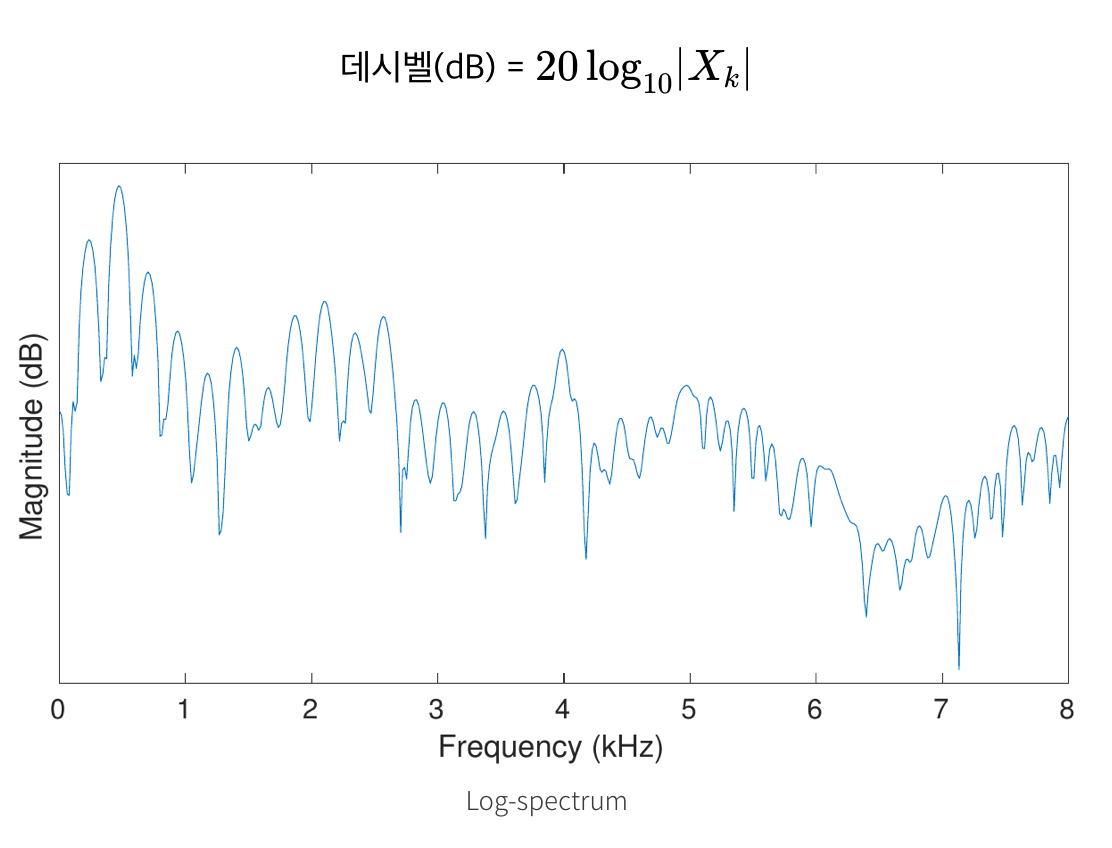 데시벨(dB) = 20 log₁₀|Xₖ|
Magnitude (dB)
0 1 2 3 4 5 6 7 8
Frequency (kHz)
Log-spectrum